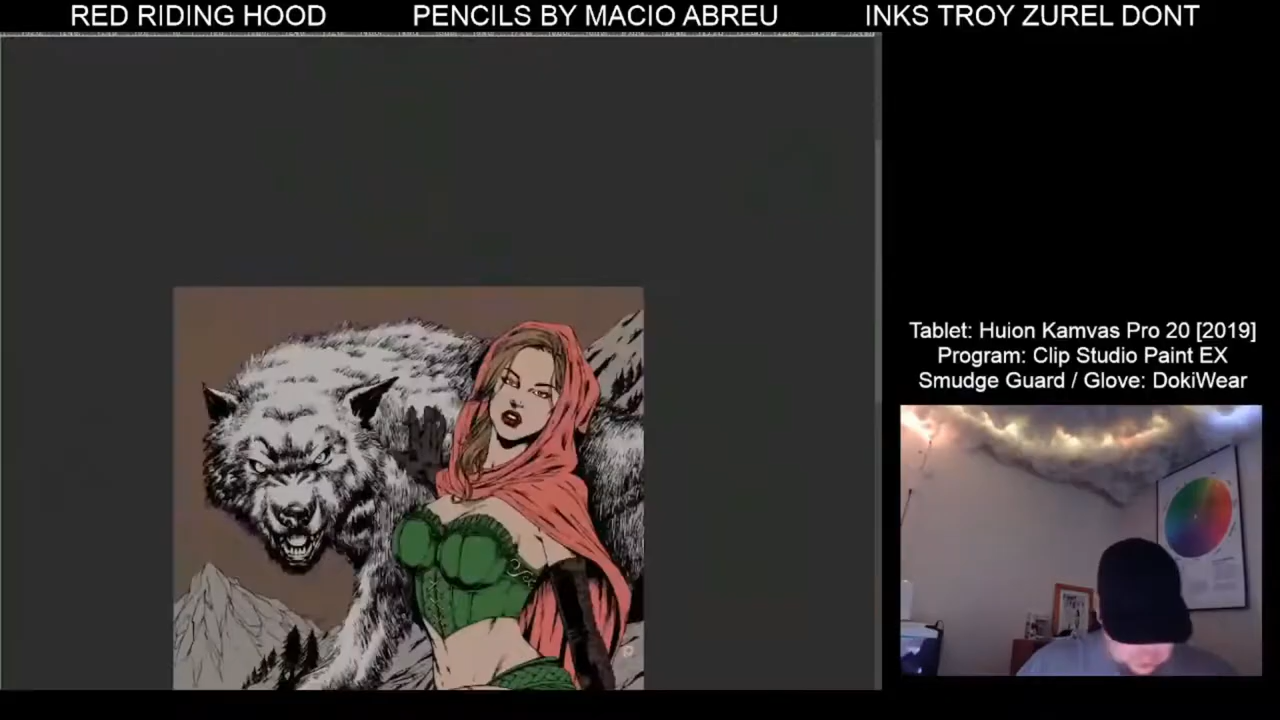 RED RIDING HOOD PENCILS BY MACIO ABREU INKS TROY ZUREL DONT
Tablet: Huion Kamvas Pro 20 [2019]
Program: Clip Studio Paint EX
Smudge Guard / Glove: DokiWear